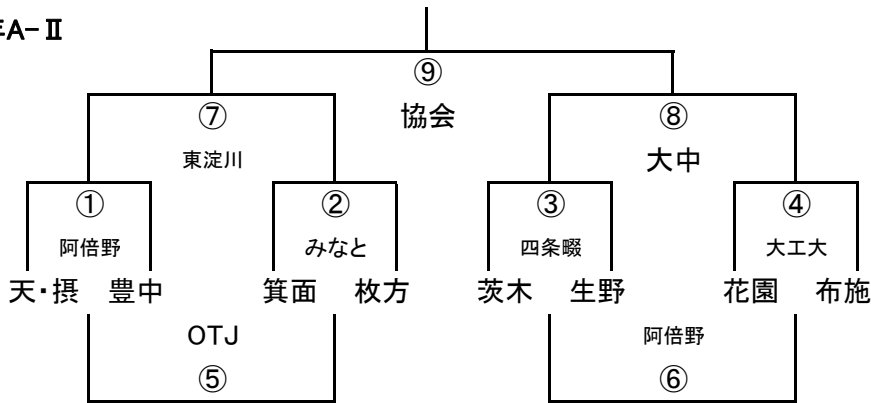 A-Ⅱ
⑨
協会
⑦
東淀川
⑧
大中
①
阿倍野
②
みなと
③
四条畷
④
大工大
天・摂 豊中 箕面 枚方 茨木 生野 花園 布施
OTJ
阿倍野
⑤
⑥